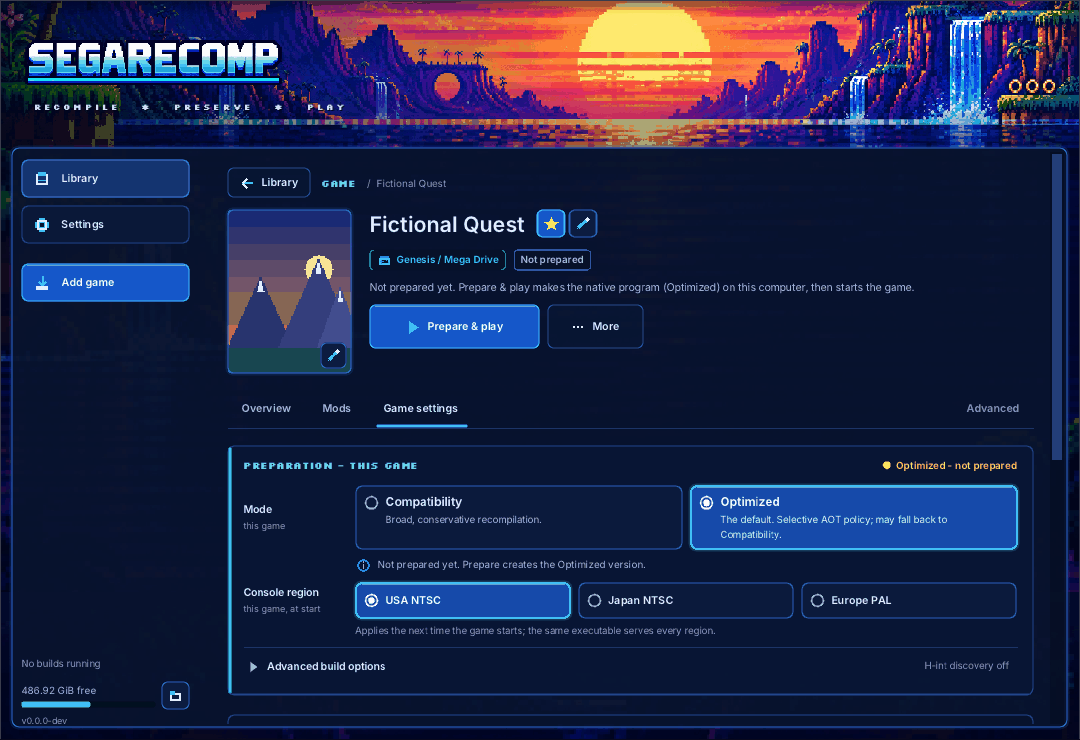 SEGARECOMP
RECOMPILE * PRESERVE * PLAY
Library
Settings
Add game
No builds running
486.92 GiB free
v0.0.0-dev
Library GAME / Fictional Quest
Fictional Quest
Genesis / Mega Drive Not prepared
Not prepared yet. Prepare & play makes the native program (Optimized) on this computer, then starts the game.
Prepare & play ··· More
Overview Mods Game settings Advanced
PREPARATION – THIS GAME Optimized - not prepared
Mode
this game
Compatibility
Broad, conservative recompilation.
Optimized
The default. Selective AOT policy; may fall back to
Compatibility.
Not prepared yet. Prepare creates the Optimized version.
Console region
this game, at start
USA NTSC Japan NTSC Europe PAL
Applies the next time the game starts; the same executable serves every region.
Advanced build options H-int discovery off